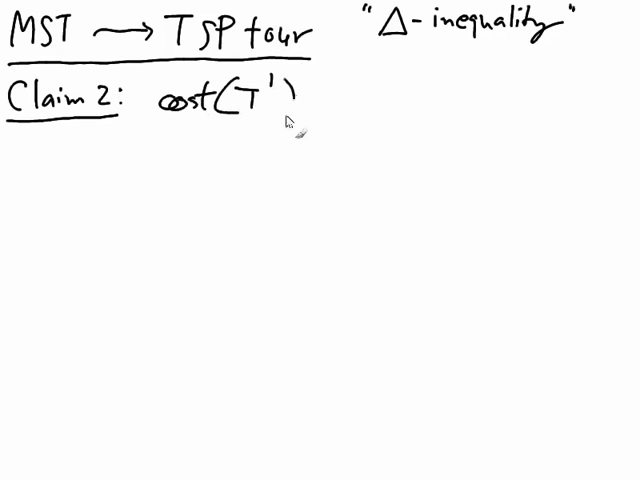 MST → TSP tour
"Δ-inequality"
Claim 2: cost(T')